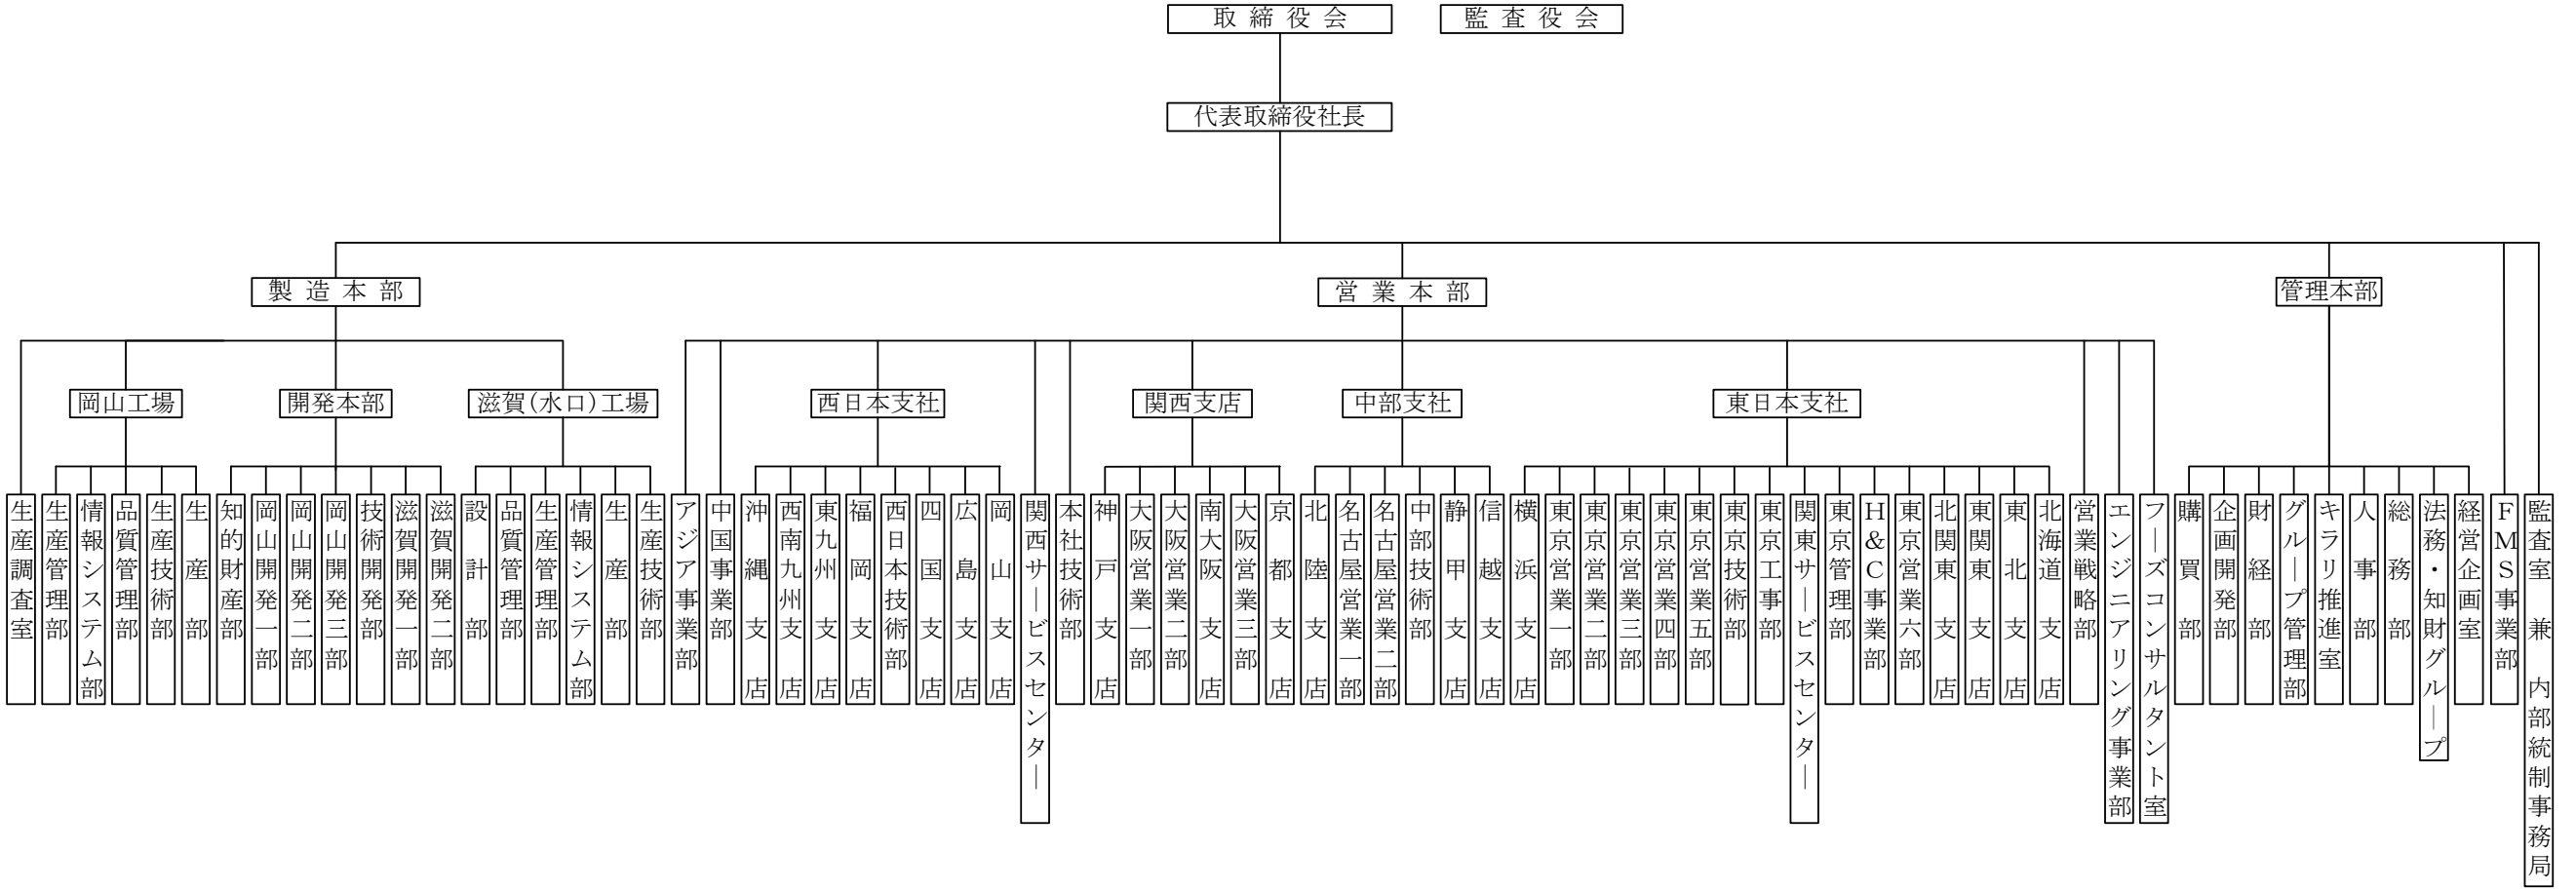 取締役会
監査役会
代表取締役社長
製造本部
営業本部
管理本部
岡山工場
開発本部
滋賀(水口)工場
西日本支社
関西支店
中部支社
東日本支社
生産調査室
生産管理部
情報システム部
品質管理部
生産技術部
生産部
知的財産部
岡山開発一部
岡山開発二部
岡山開発三部
技術開発部
滋賀開発一部
滋賀開発二部
設計部
品質管理部
生産管理部
情報システム部
生産部
生産技術部
アジア事業部
中国事業部
沖縄支店
西南九州支店
東九州支店
福岡支店
西日本技術部
四国支店
広島支店
岡山支店
関西サービスセンター
本社技術部
神戸支店
大阪営業一部
大阪営業二部
南大阪支店
大阪営業三部
京都支店
北陸支店
名古屋営業一部
名古屋営業二部
中部技術部
静甲支店
信越支店
横浜支店
東京営業一部
東京営業二部
東京営業三部
東京営業四部
東京営業五部
東京技術部
東京工事部
関東サービスセンター
東京管理部
H&C事業部
東京営業六部
北関東支店
東関東支店
東北支店
北海道支店
営業戦略部
エンジニアリング事業部
フーズコンサルタント室
購買部
企画開発部
財経部
グループ管理部
キラリ推進室
人事部
総務部
法務・知財グループ
経営企画室
FMS事業部
監査室 兼 内部統制事務局